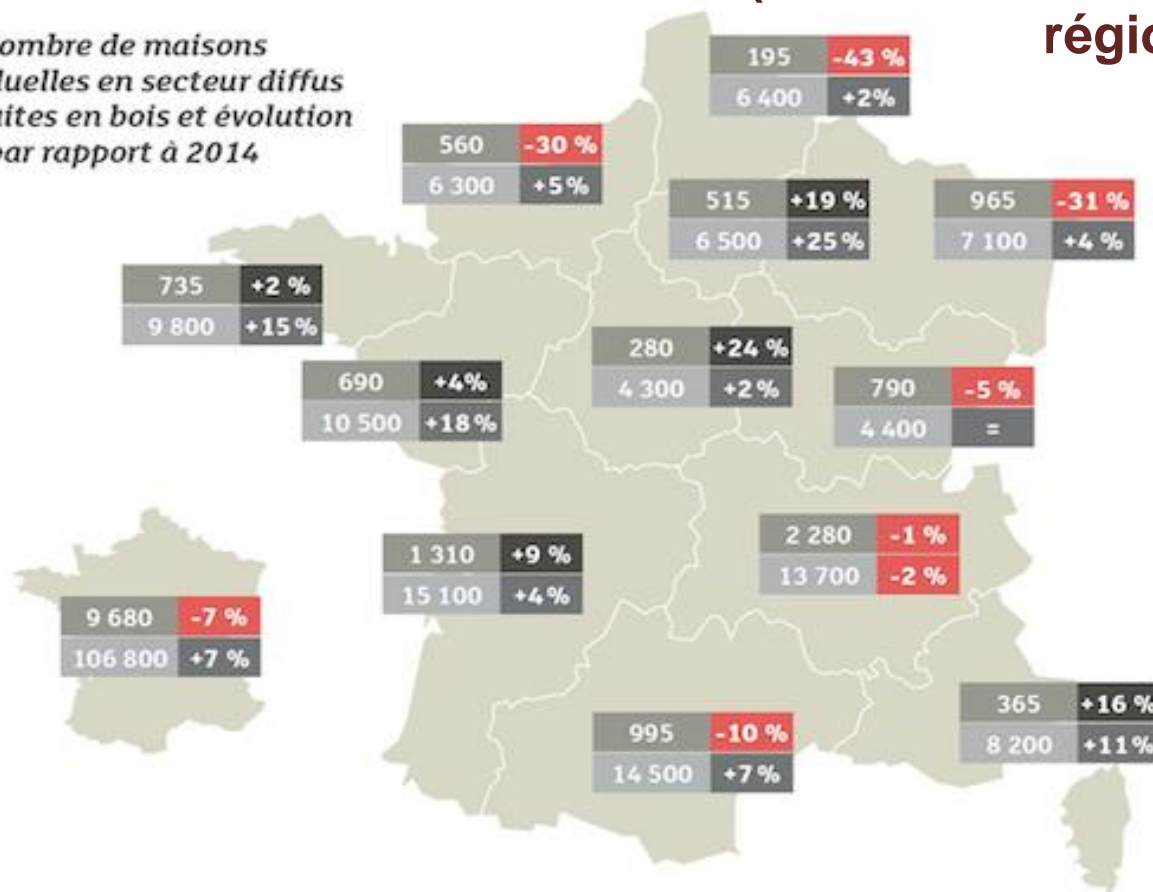 ombre de maisons
duelles en secteur diffus
ites en bois et évolution
par rapport à 2014
(
régio
195 -43 %
6 400 +2%
560 -30 %
6 300 +5%
515 +19 %
6 500 +25%
965 -31 %
7 100 +4 %
735 +2 %
9 800 +15%
280 +24 %
4 300 +2%
690 +4%
10 500 +18%
790 -5 %
4 400 =
1 310 +9 %
15 100 +4%
2 280 -1 %
13 700 -2 %
9 680 -7 %
106 800 +7 %
365 +16 %
8 200 +11%
995 -10 %
14 500 +7%